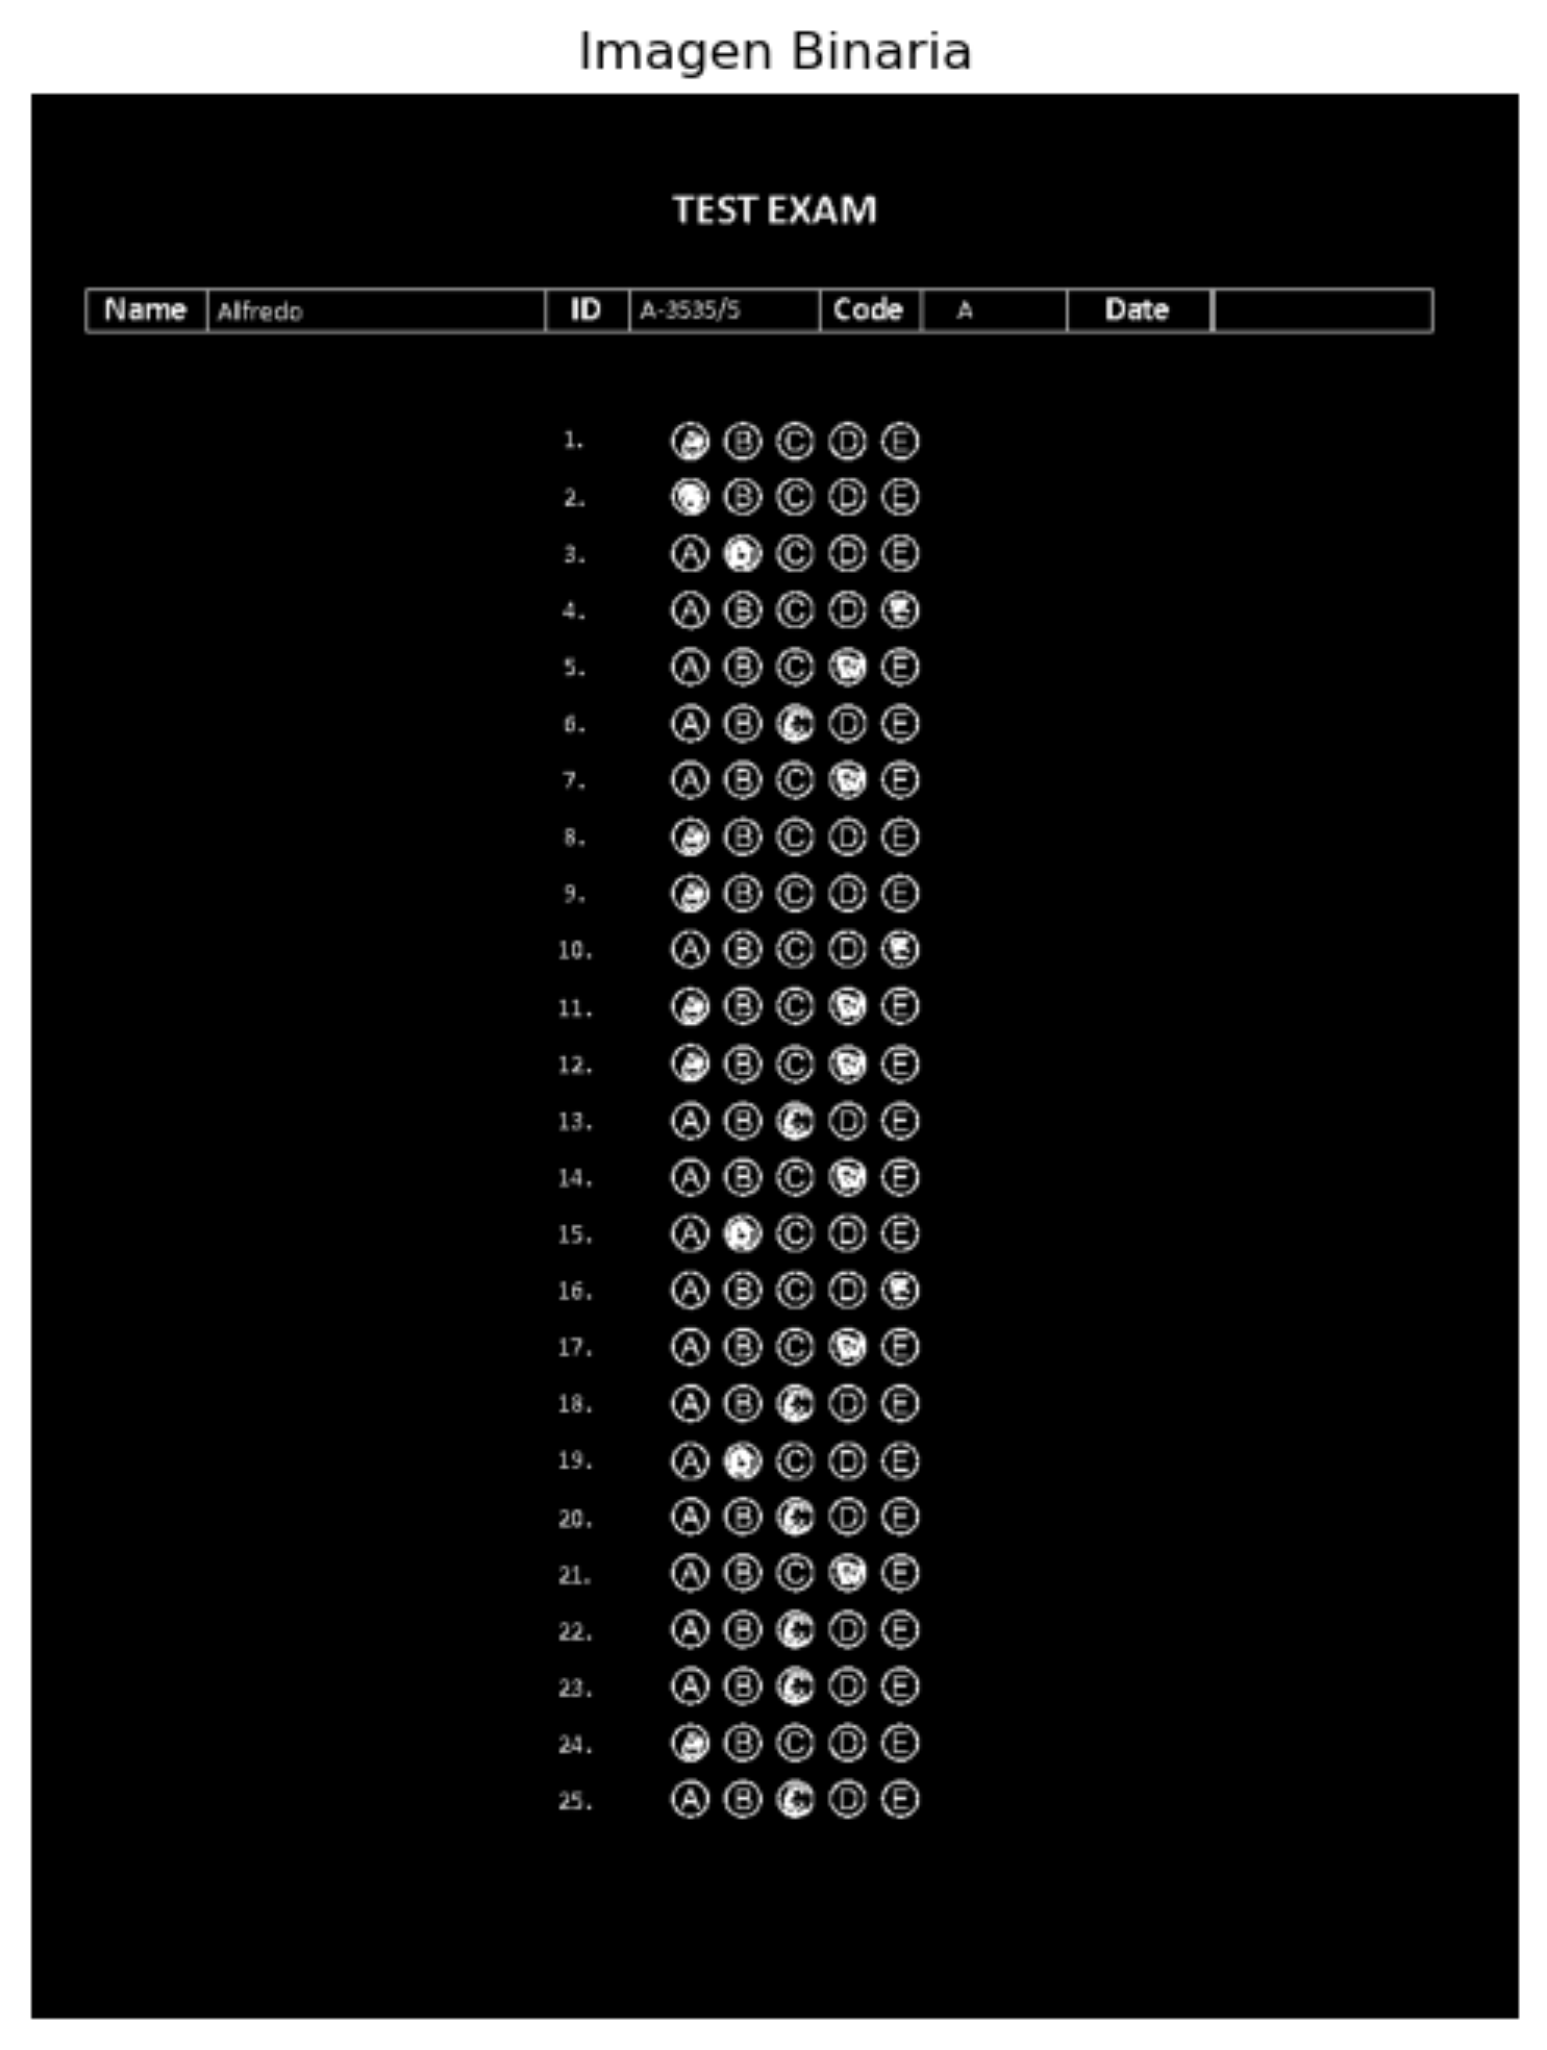 Imagen Binaria
TEST EXAM
Name Alfredo ID A-3535/5 Code A Date
1. A B C D E
2. B C D E
3. A B C D E
4. A B C D E
5. A B C D E
6. A B C D E
7. A B C D E
8. A B C D E
9. A B C D E
10. A B C D E
11. A B C D E
12. A B C D E
13. A B C D E
14. A B C D E
15. A B C D E
16. A B C D E
17. A B C D E
18. A B C D E
19. A B C D E
20. A B C D E
21. A B C D E
22. A B C D E
23. A B C D E
24. A B C D E
25. A B C D E